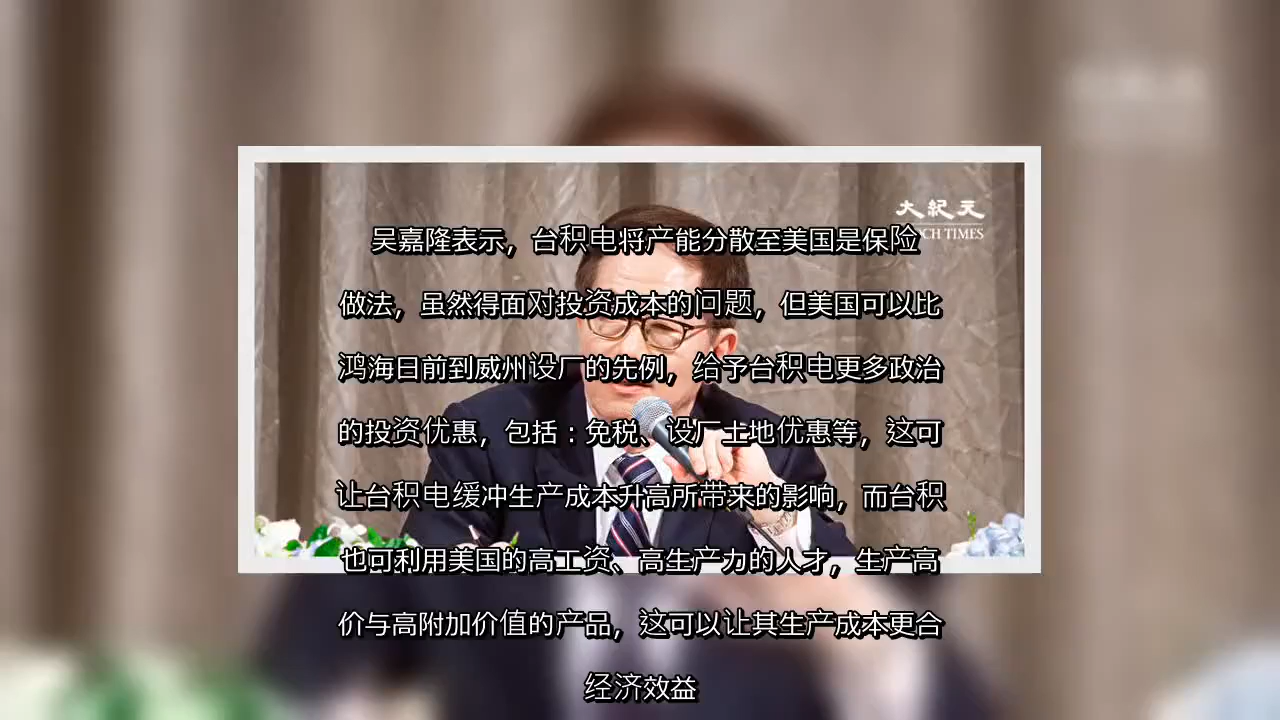 大紀元
CH TIMES
吴嘉隆表示，台积电将产能分散至美国是保险
做法，虽然得面对投资成本的问题，但美国可以比
鸿海日前到威州设厂的先例，给予台积电更多政治
的投资优惠，包括：免税、设厂土地优惠等，这可
让台积电缓冲生产成本升高所带来的影响，而台积
也可利用美国的高工资、高生产力的人才，生产高
价与高附加价值的产品，这可以让其生产成本更合
经济效益